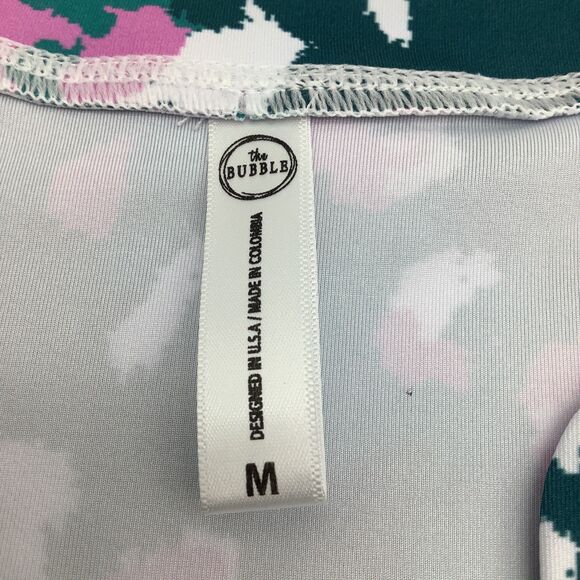 the
BUBBLE
DESIGNED IN U.S.A / MADE IN COLOMBIA
M